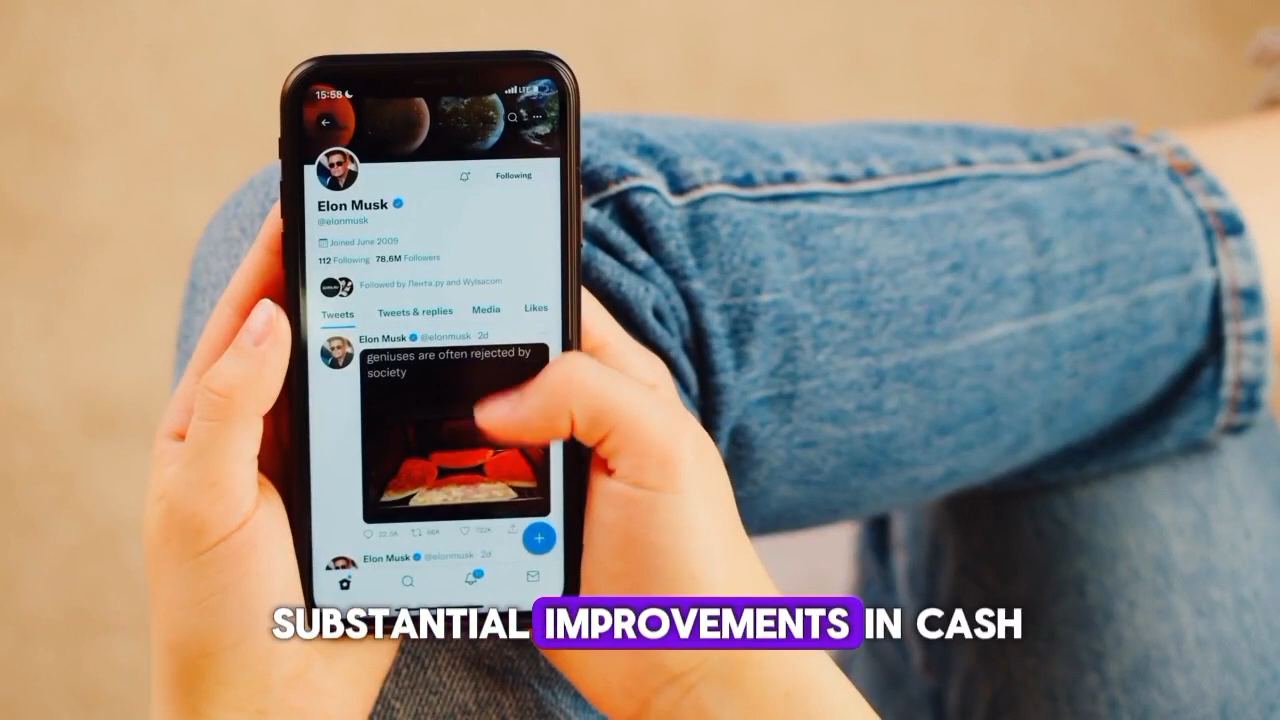 15:58
LTE
Following
Elon Musk
@elonmusk
Joined June 2009
112 Following 78,6M Followers
Followed by Лента.ру and Wylsacom
Tweets Tweets & replies Media Likes
Elon Musk @elonmusk · 2d
geniuses are often rejected by
society
Elon Musk @elonmusk · 2d
SUBSTANTIAL IMPROVEMENTS IN CASH